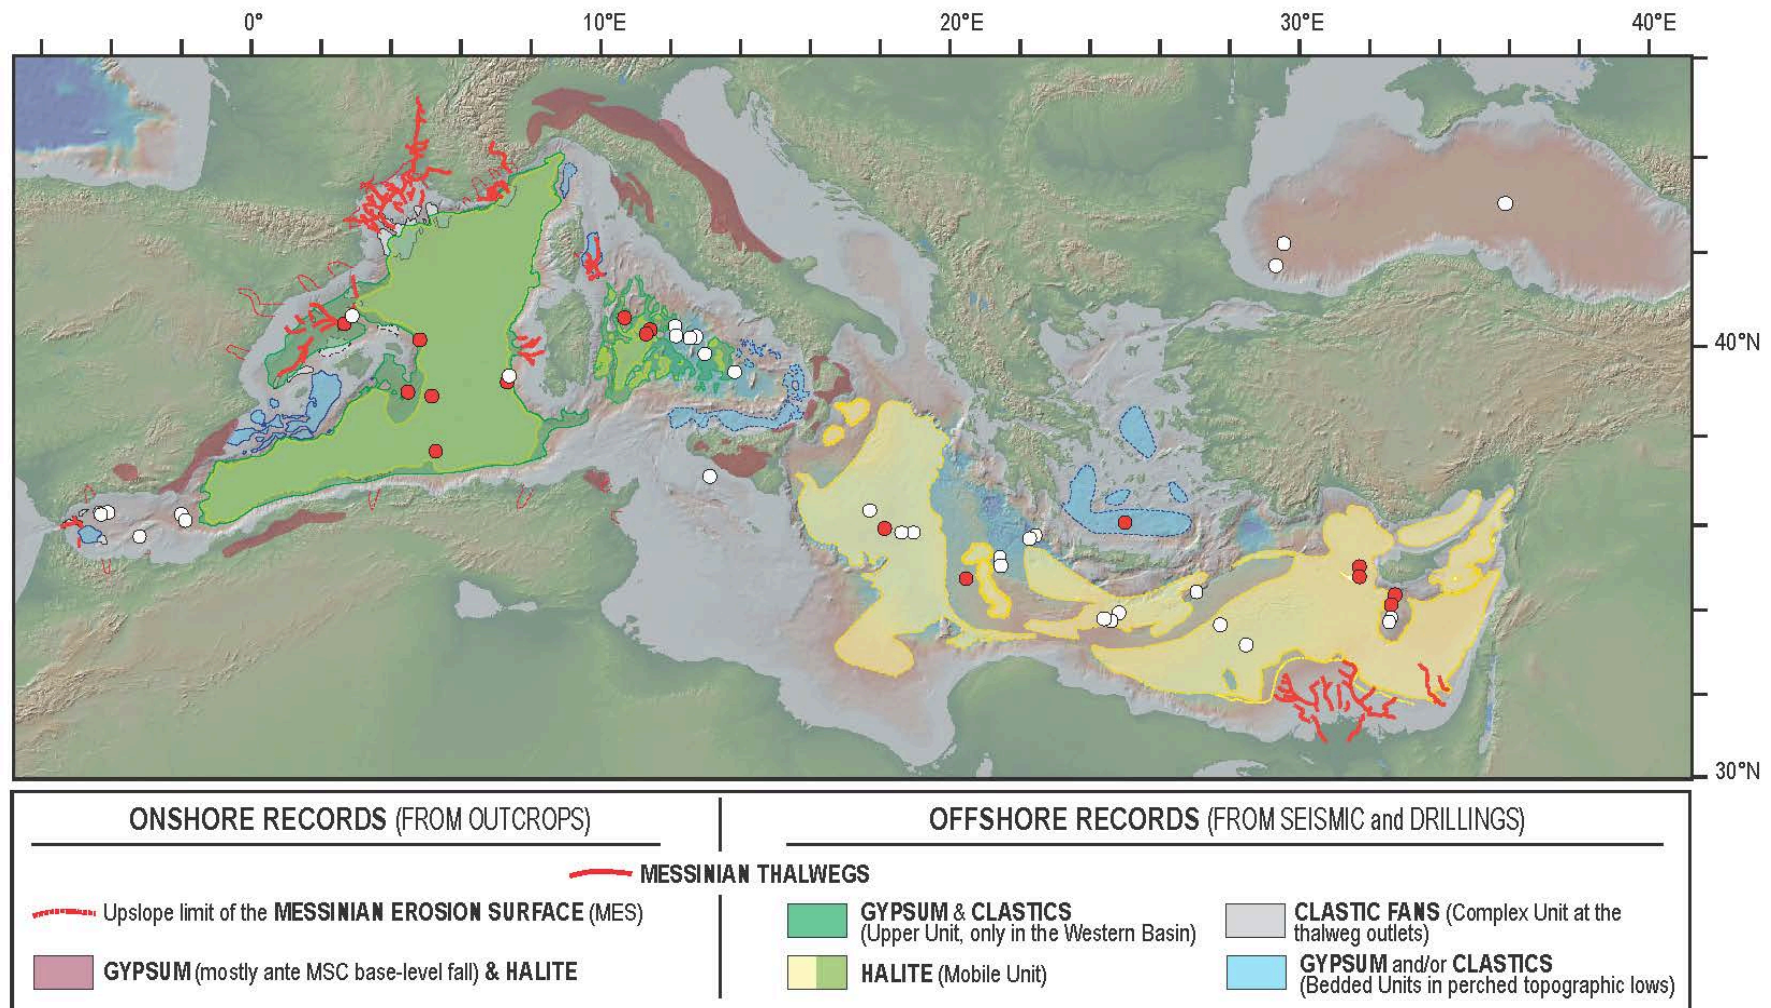 0° 10°E 20°E 30°E 40°E
40°N
30°N
ONSHORE RECORDS (FROM OUTCROPS)
OFFSHORE RECORDS (FROM SEISMIC and DRILLINGS)
MESSINIAN THALWEGS
Upslope limit of the MESSINIAN EROSION SURFACE (MES)
GYPSUM (mostly ante MSC base-level fall) & HALITE
GYPSUM & CLASTICS
(Upper Unit, only in the Western Basin)
HALITE (Mobile Unit)
CLASTIC FANS (Complex Unit at the
thalweg outlets)
GYPSUM and/or CLASTICS
(Bedded Units in perched topographic lows)